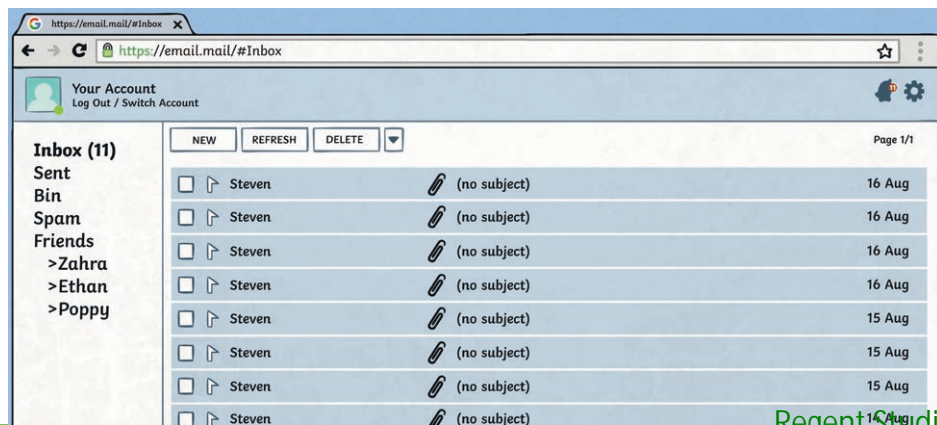 https://email.mail/#Inbox
https://email.mail/#Inbox
Your Account
Log Out / Switch Account
NEW REFRESH DELETE Page 1/1
Inbox (11)
Sent
Bin
Spam
Friends
>Zahra
>Ethan
>Poppy
Steven (no subject) 16 Aug
Steven (no subject) 16 Aug
Steven (no subject) 16 Aug
Steven (no subject) 16 Aug
Steven (no subject) 15 Aug
Steven (no subject) 15 Aug
Steven (no subject) 15 Aug
Steven (no subject) 14 Aug
Regent